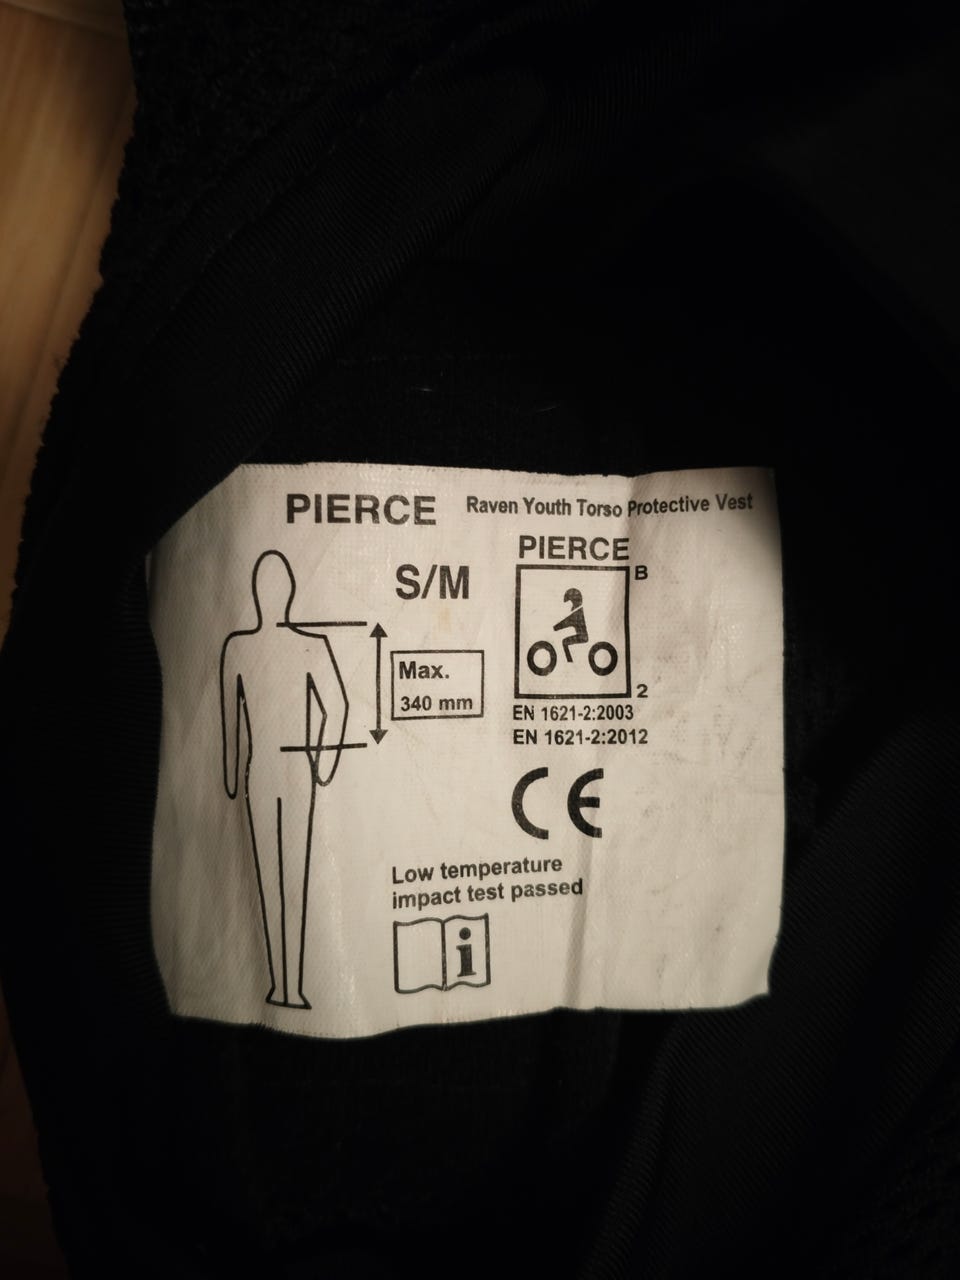 PIERCE
Raven Youth Torso Protective Vest
S/M
Max.
340 mm
PIERCE
B
2
EN 1621-2:2003
EN 1621-2:2012
CE
Low temperature
impact test passed
i